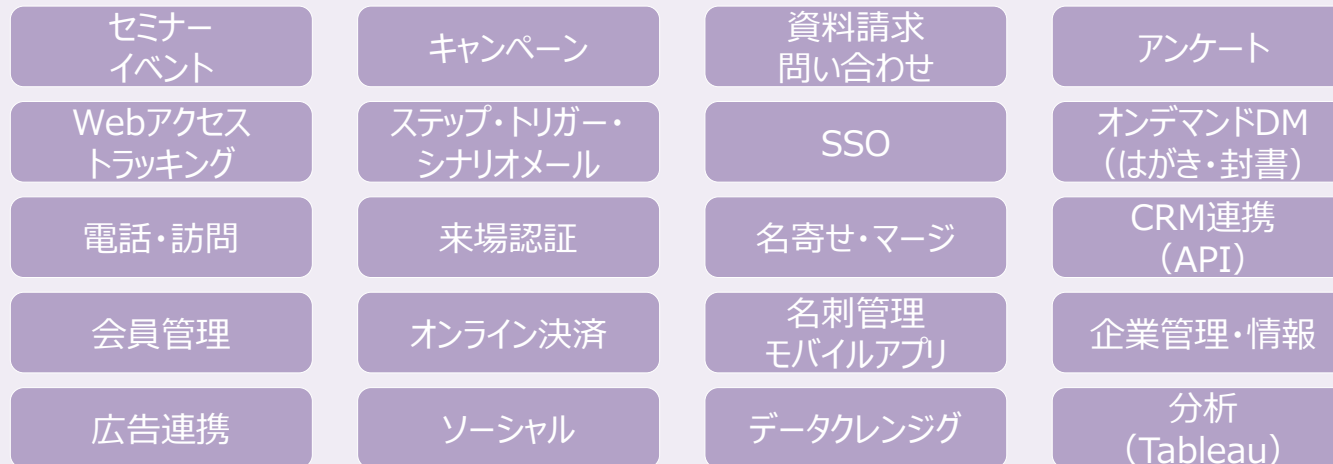 セミナー
イベント
キャンペーン
資料請求
問い合わせ
アンケート
Webアクセス
トラッキング
ステップ・トリガー・
シナリオメール
SSO
オンデマンドDM
（はがき・封書）
電話・訪問
来場認証
名寄せ・マージ
CRM連携
（API）
会員管理
オンライン決済
名刺管理
モバイルアプリ
企業管理・情報
広告連携
ソーシャル
データクレンジグ
分析
（Tableau）